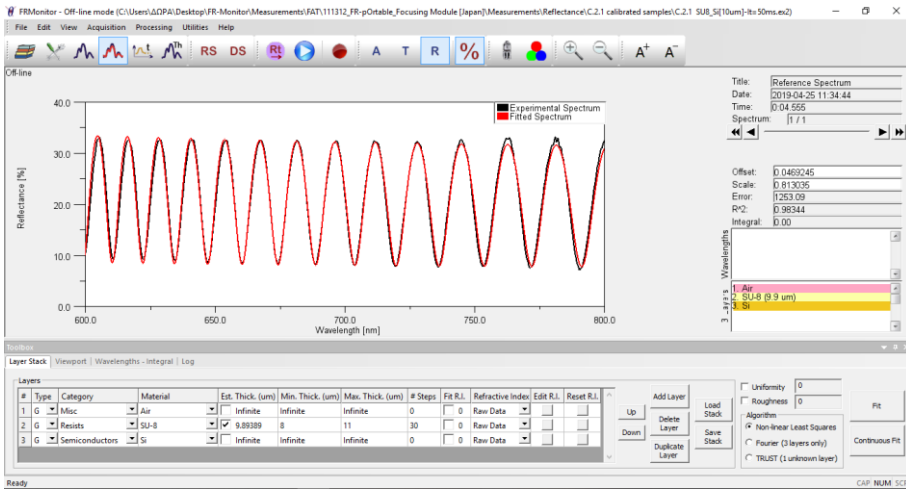 FRMonitor - Off-line mode (C:\Users\ΔΩΡΑ\Desktop\FR-Monitor\Measurements\FAT\111312_FR-pOrtable_Focusing Module [Japan]\Measurements\Reflectance\C.2.1 calibrated samples\C.2.1 SU8_Si[10um]-It=50ms.ex2)
File Edit View Acquisition Processing Utilities Help
λ.t Th RS DS Rt A T R % A+ A-
Off-line
Title: Reference Spectrum
Date: 2019-04-25 11:34:44
Time: 0:04.555
Spectrum: 1 / 1
Experimental Spectrum
Fitted Spectrum
40.0
30.0
20.0
10.0
0.0
Reflectance [%]
600.0 650.0 700.0 750.0 800.0
Wavelength [nm]
Offset: 0.0469245
Scale: 0.813035
Error: 1253.09
R^2: 0.98344
Integral: 0.00
Wavelengths
3 Layers
1. Air
2. SU-8 (9.9 um)
3. Si
Toolbox
Layer Stack Viewport Wavelengths - Integral Log
Layers
# Type Category Material Est. Thick. (um) Min. Thick. (um) Max. Thick. (um) # Steps Fit R.I. Refractive Index Edit R.I. Reset R.I.
1 G Misc Air Infinite Infinite Infinite 0 0 Raw Data
2 G Resists SU-8 9.89389 8 11 30 0 Raw Data
3 G Semiconductors Si Infinite Infinite Infinite 0 0 Raw Data
Up
Down
Add Layer
Delete Layer
Duplicate Layer
Load Stack
Save Stack
Uniformity 0
Roughness 0
Algorithm
Non-linear Least Squares
Fourier (3 layers only)
TRUST (1 unknown layer)
Fit
Continuous Fit
Ready
CAP NUM SCR